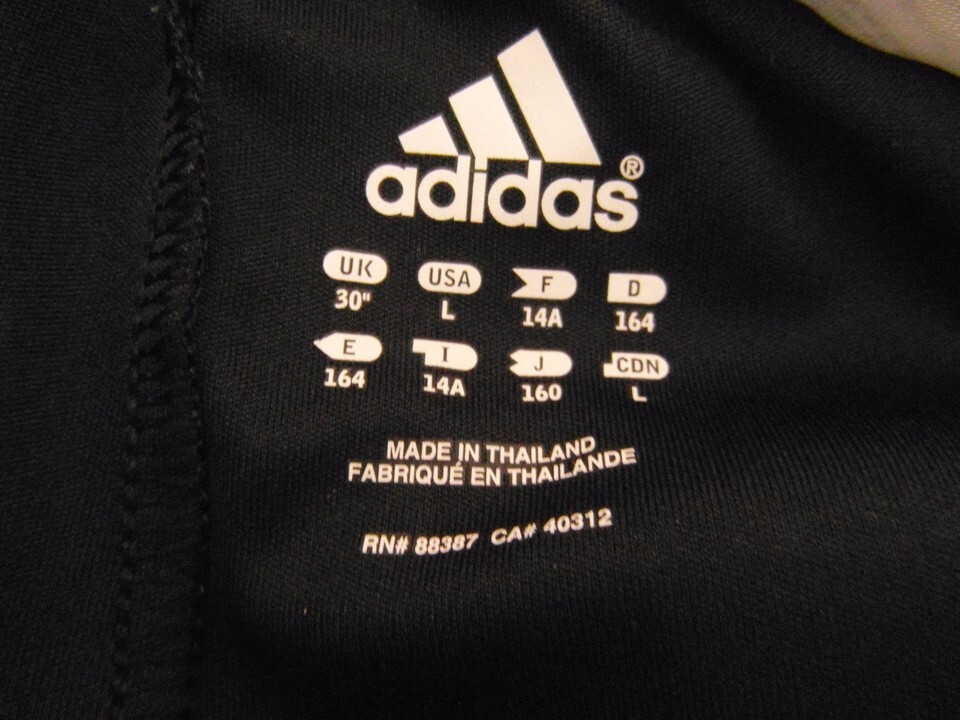 adidas®
UK USA F D
30" L 14A 164
E I J CDN
164 14A 160 L
MADE IN THAILAND
FABRIQUÉ EN THAILANDE
RN# 88387 CA# 40312